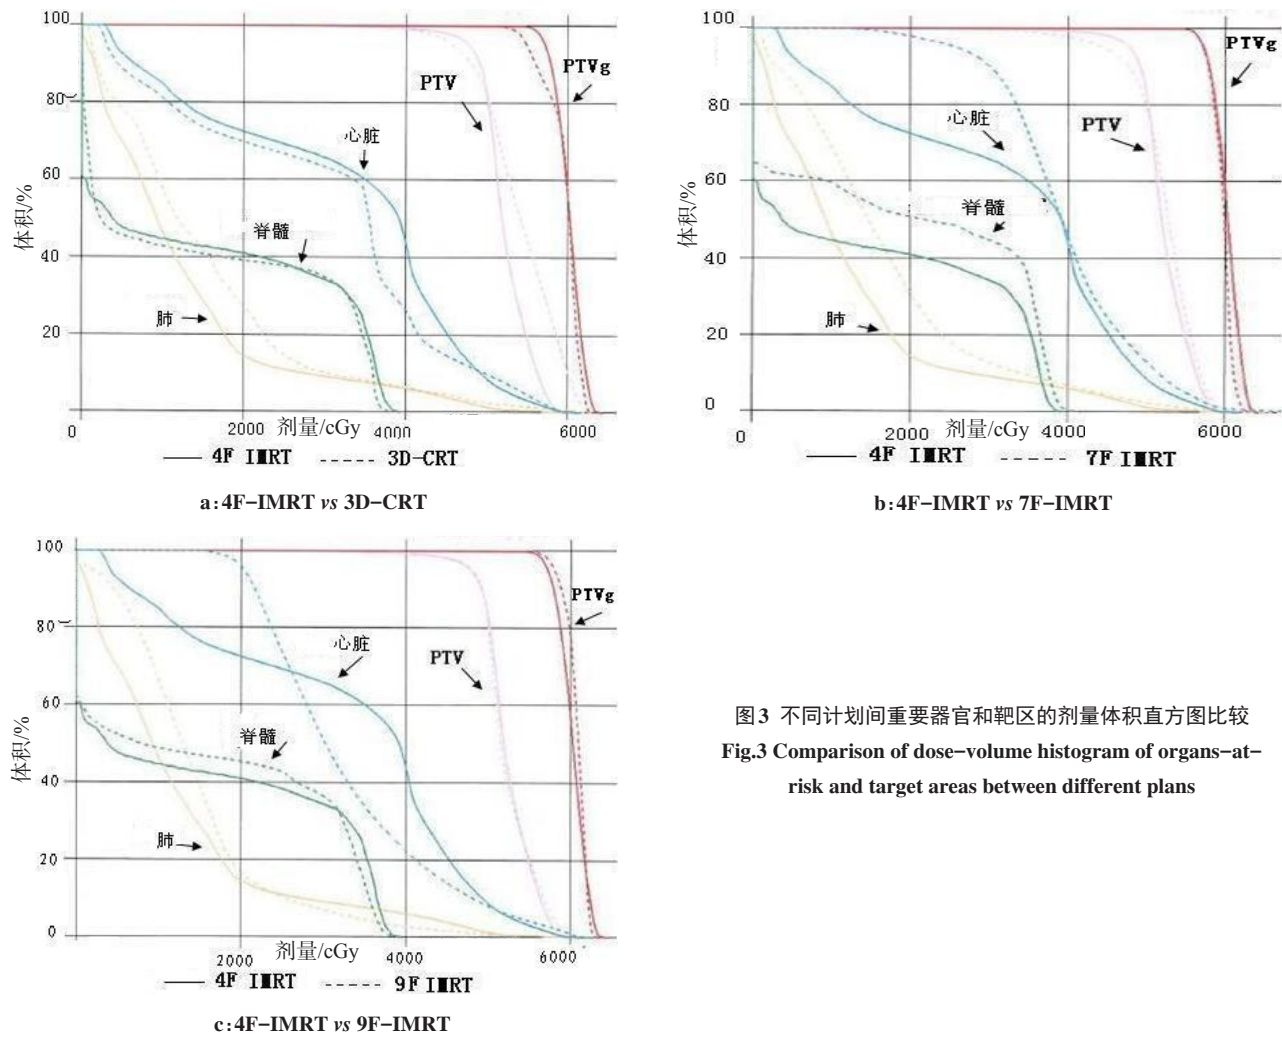 100
80
60
40
20
体积/%
PTV
PTVg
心脏
脊髓
肺
0
2000
剂量/cGy
4000
6000
4F IMRT
3D-CRT
a:4F-IMRT vs 3D-CRT
100
80
60
40
20
0
体积/%
PTVg
心脏
PTV
脊髓
肺
0
2000
剂量/cGy
4000
6000
4F IMRT
7F IMRT
b:4F-IMRT vs 7F-IMRT
100
80
60
40
20
0
体积/%
PTVg
心脏
PTV
脊髓
肺
2000
剂量/cGy
4000
6000
4F IMRT
9F IMRT
c:4F-IMRT vs 9F-IMRT
图3 不同计划间重要器官和靶区的剂量体积直方图比较
Fig.3 Comparison of dose-volume histogram of organs-at-
risk and target areas between different plans